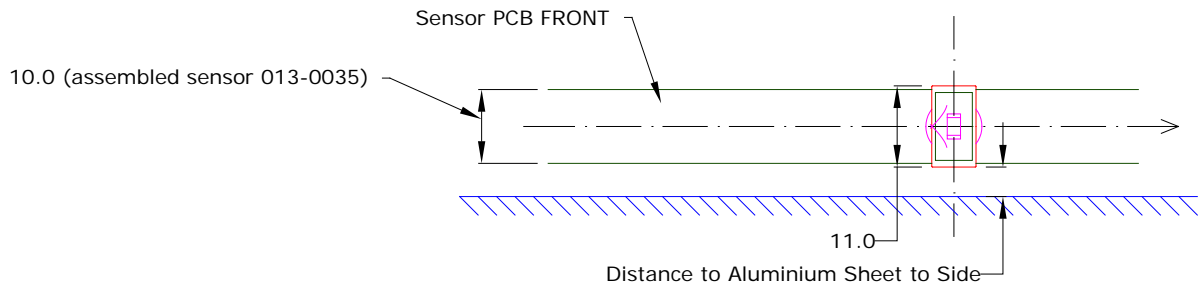 Sensor PCB FRONT
10.0 (assembled sensor 013-0035)
11.0
Distance to Aluminium Sheet to Side